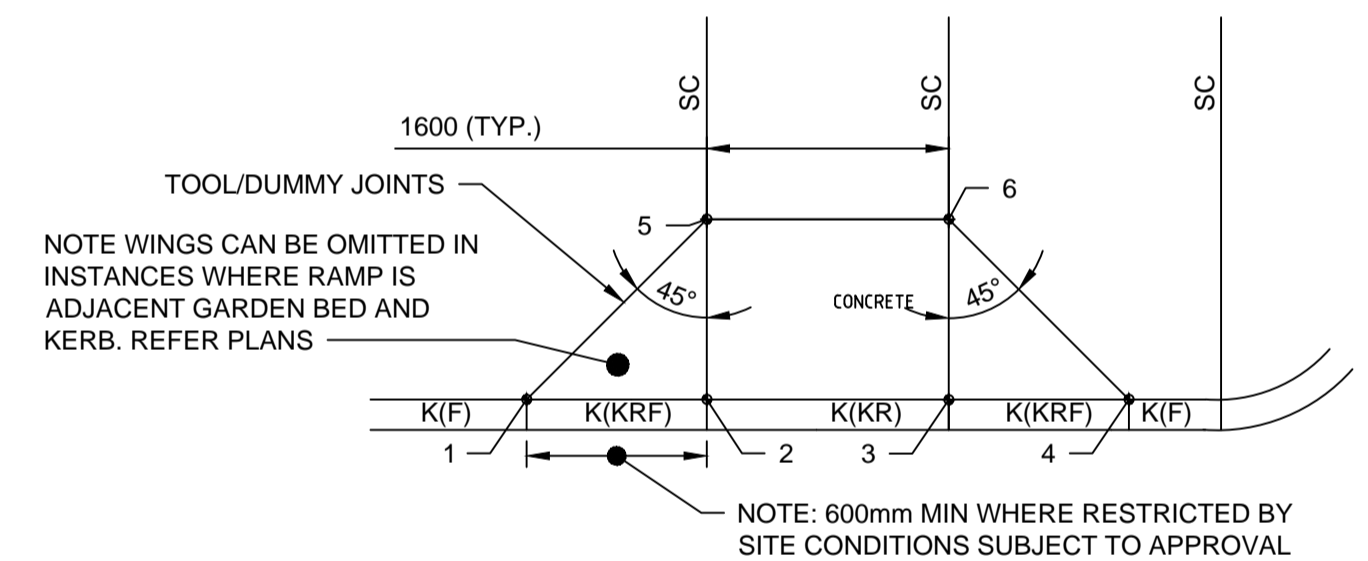 SC
SC
SC
1600 (TYP.)
TOOL/DUMMY JOINTS
5
6
NOTE WINGS CAN BE OMITTED IN
INSTANCES WHERE RAMP IS
ADJACENT GARDEN BED AND
KERB. REFER PLANS
45°
CONCRETE
45°
K(F)
K(KRF)
K(KR)
K(KRF)
K(F)
1
2
3
4
NOTE: 600mm MIN WHERE RESTRICTED BY
SITE CONDITIONS SUBJECT TO APPROVAL